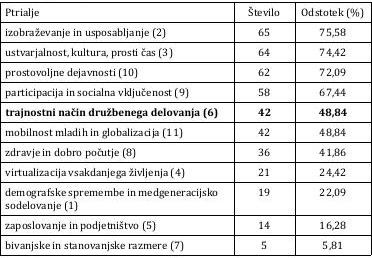 Ptrialje Število Odstotek (%)
izobraževanje in usposabljanje (2) 65 75,58
ustvarjalnost, kultura, prosti čas (3) 64 74,42
prostovoljne dejavnosti (10) 62 72,09
participacija in socialna vključenost (9) 58 67,44
trajnostni način družbenega delovanja (6) 42 48,84
mobilnost mladih in globalizacija (11) 42 48,84
zdravje in dobro počutje (8) 36 41,86
virtualizacija vsakdanjega življenja (4) 21 24,42
demografske spremembe in medgeneracijsko 19 22,09
sodelovanje (1)
zaposlovanje in podjetništvo (5) 14 16,28
bivanjske in stanovanjske razmere (7) 5 5,81